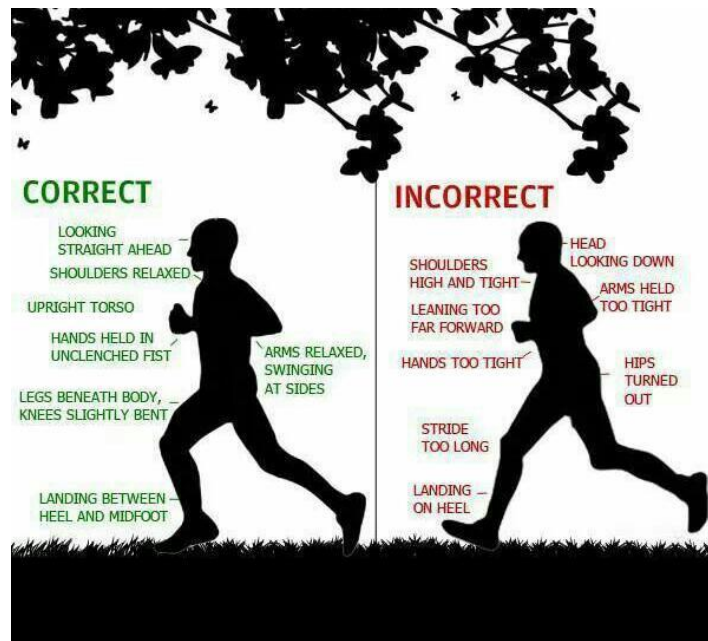 CORRECT
LOOKING
STRAIGHT AHEAD
SHOULDERS RELAXED
UPRIGHT TORSO
HANDS HELD IN
UNCLENCHED FIST
ARMS RELAXED,
SWINGING
AT SIDES
LEGS BENEATH BODY,
KNEES SLIGHTLY BENT
LANDING BETWEEN
HEEL AND MIDFOOT
INCORRECT
HEAD
LOOKING DOWN
SHOULDERS
HIGH AND TIGHT
ARMS HELD
TOO TIGHT
LEANING TOO
FAR FORWARD
HANDS TOO TIGHT
HIPS
TURNED
OUT
STRIDE
TOO LONG
LANDING
ON HEEL